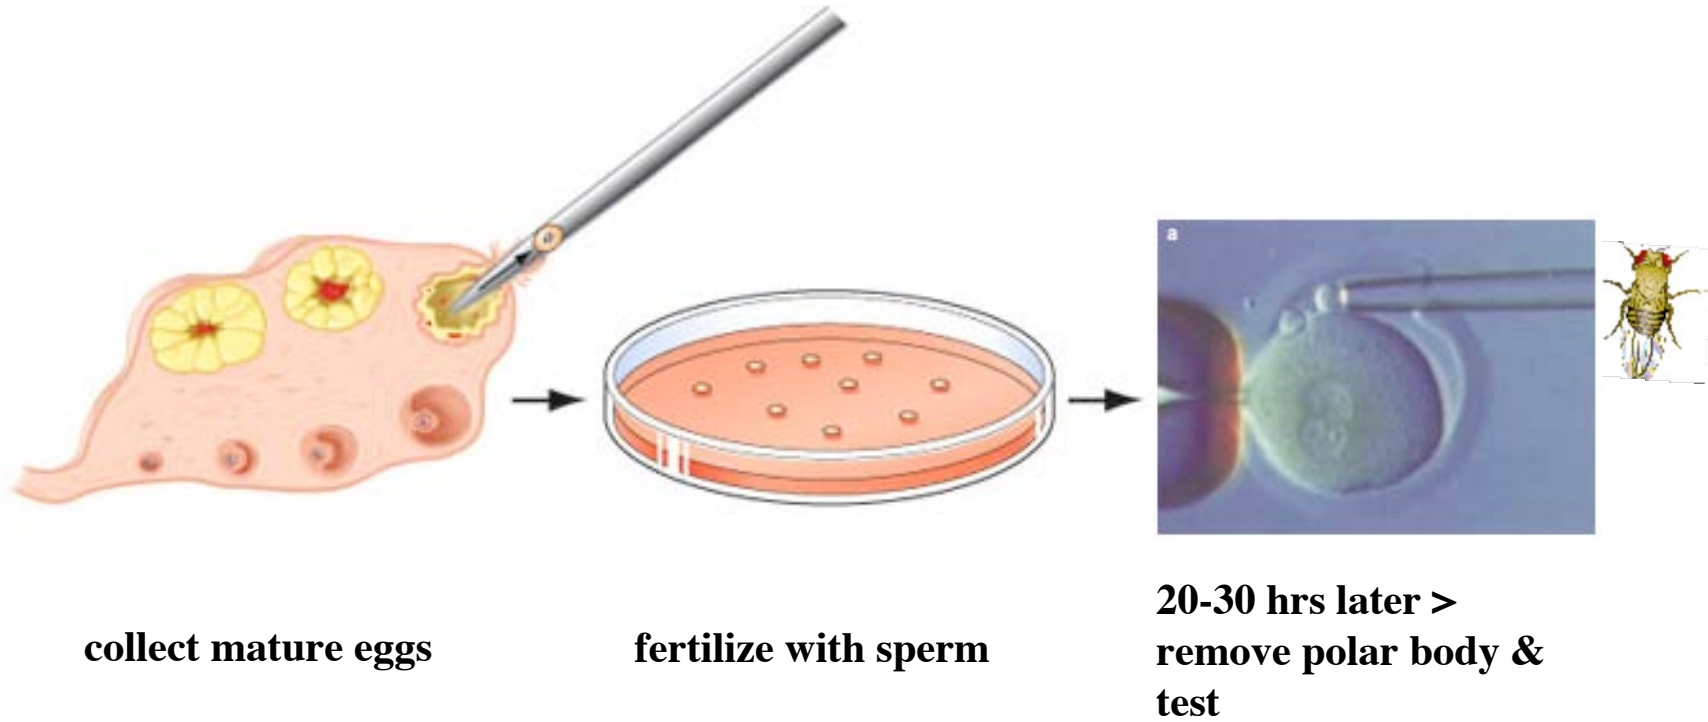 a
collect mature eggs
fertilize with sperm
20-30 hrs later >
remove polar body &
test